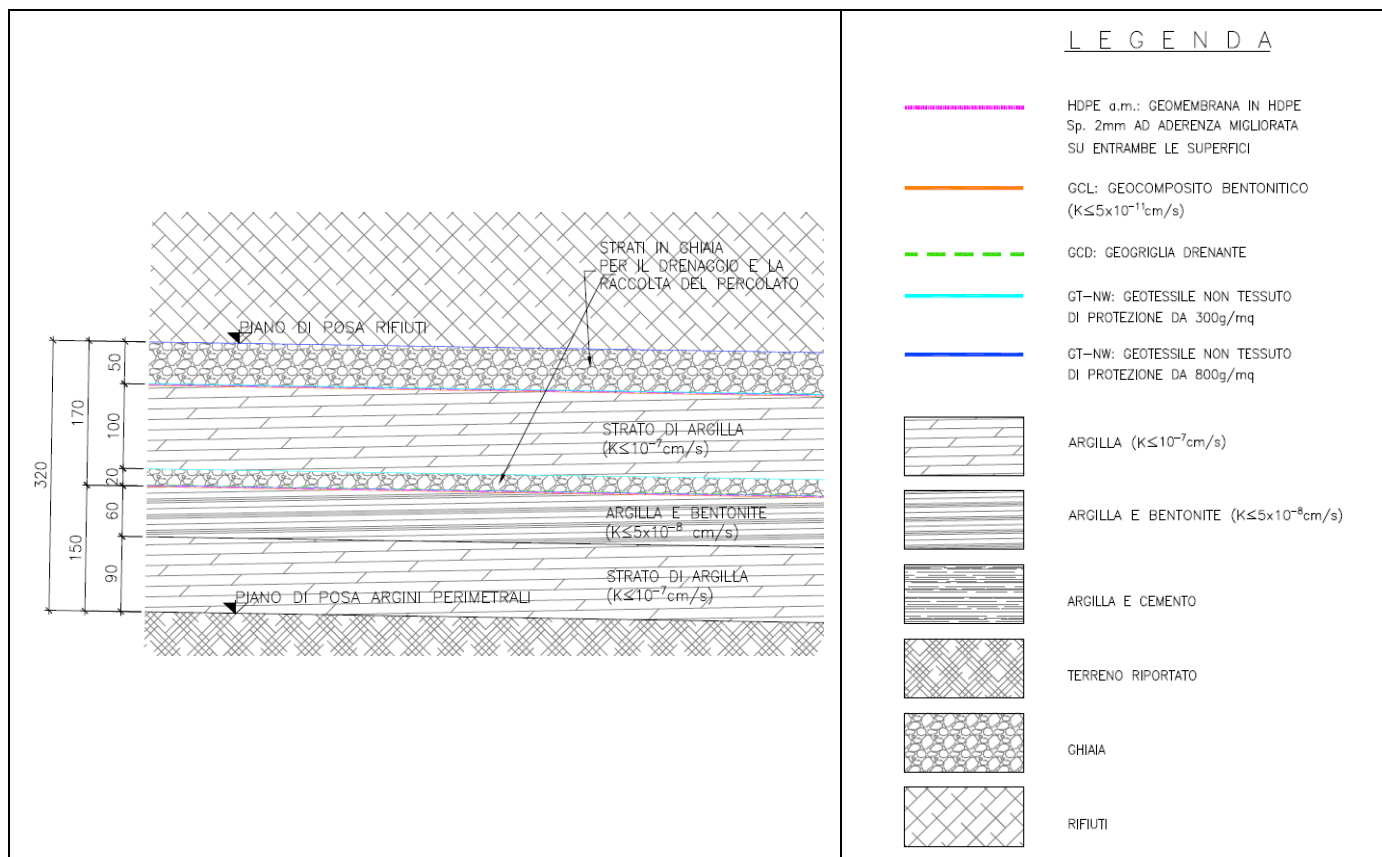 STRATI IN GHIAIA
PER IL DRENAGGIO E LA
RACCOLTA DEL PERCOLATO
PIANO DI POSA RIFIUTI
50
170
100
320
STRATO DI ARGILLA
(K≤10⁻⁷cm/s)
20
60
ARGILLA E BENTONITE
(K≤5x10⁻⁸ cm/s)
150
90
STRATO DI ARGILLA
(K≤10⁻⁷cm/s)
PIANO DI POSA ARGINI PERIMETRALI
LEGENDA
HDPE a.m.: GEOMEMBRANA IN HDPE
Sp. 2mm AD ADERENZA MIGLIORATA
SU ENTRAMBE LE SUPERFICI
GCL: GEOCOMPOSITO BENTONITICO
(K≤5x10⁻¹¹cm/s)
GCD: GEOGRIGLIA DRENANTE
GT-NW: GEOTESSILE NON TESSUTO
DI PROTEZIONE DA 300g/mq
GT-NW: GEOTESSILE NON TESSUTO
DI PROTEZIONE DA 800g/mq
ARGILLA (K≤10⁻⁷cm/s)
ARGILLA E BENTONITE (K≤5x10⁻⁸cm/s)
ARGILLA E CEMENTO
TERRENO RIPORTATO
GHIAIA
RIFIUTI